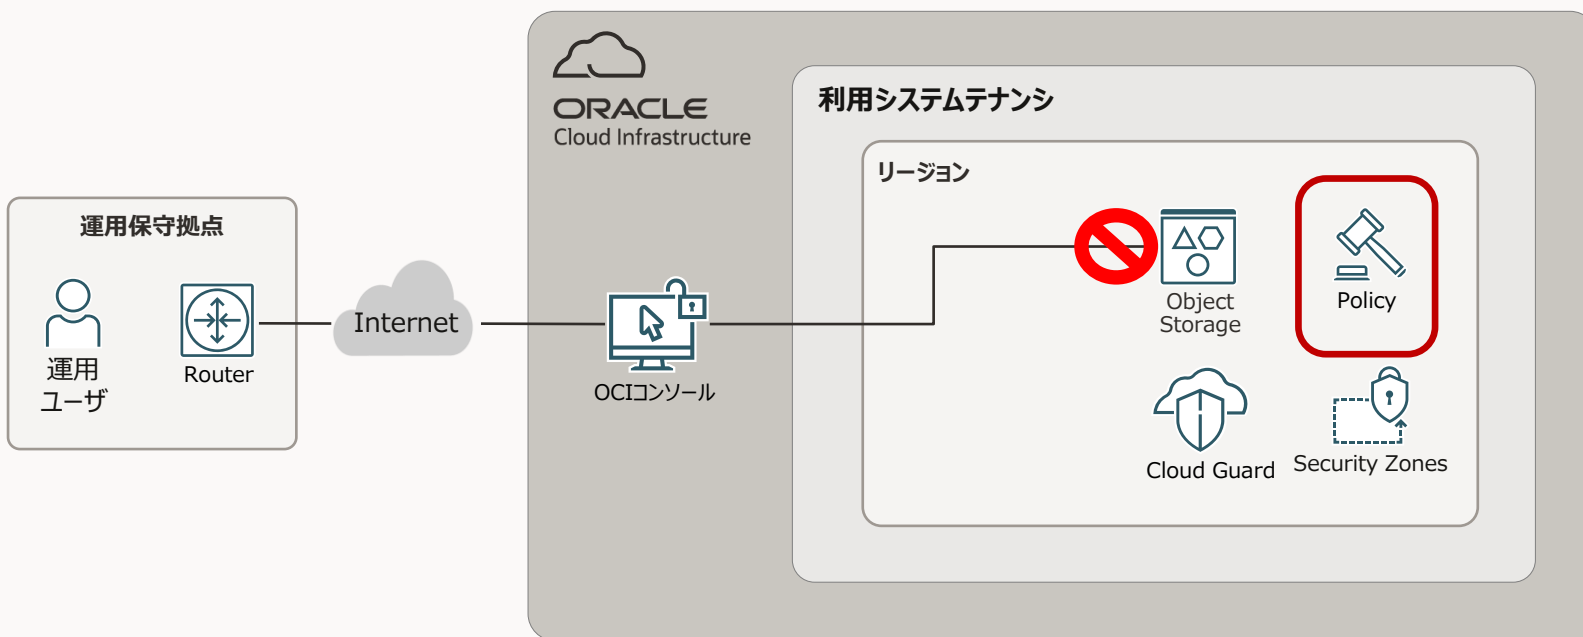 ORACLE
Cloud Infrastructure
利用システムテナンシ
リージョン
運用保守拠点
運用
ユーザ
Router
Internet
OCIコンソール
Object
Storage
Policy
Cloud Guard
Security Zones